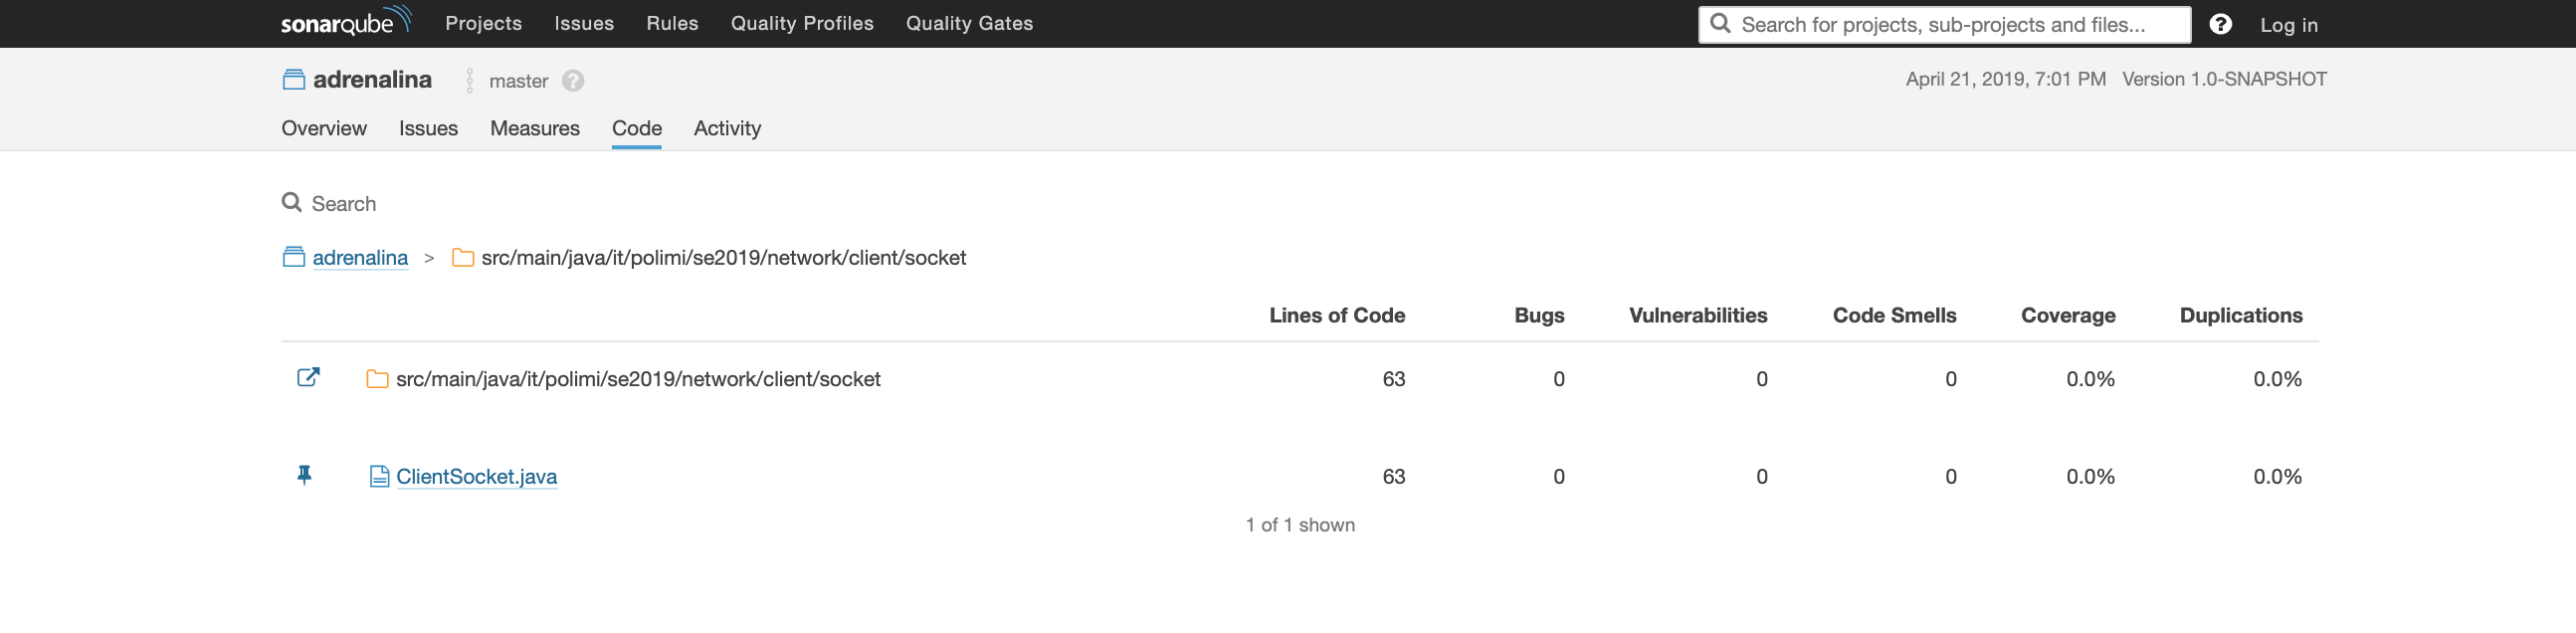 sonarqube Projects Issues Rules Quality Profiles Quality Gates Search for projects, sub-projects and files... ? Log in
adrenalina master ? April 21, 2019, 7:01 PM Version 1.0-SNAPSHOT
Overview Issues Measures Code Activity
Search
adrenalina > src/main/java/it/polimi/se2019/network/client/socket
Lines of Code Bugs Vulnerabilities Code Smells Coverage Duplications
src/main/java/it/polimi/se2019/network/client/socket 63 0 0 0 0.0% 0.0%
ClientSocket.java 63 0 0 0 0.0% 0.0%
1 of 1 shown